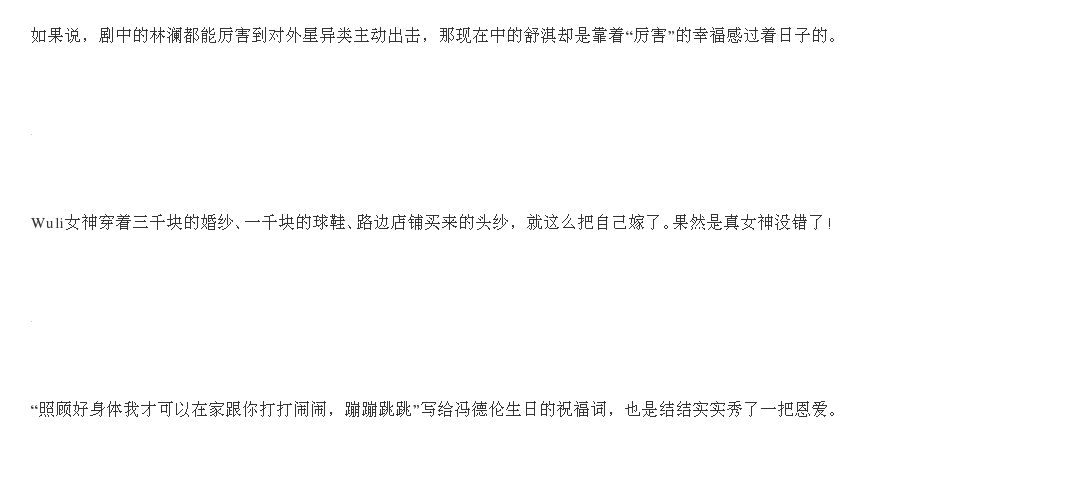 如果说，剧中的林澜都能厉害到对外星异类主动出击，那现在中的舒淇却是靠着“厉害”的幸福感过着日子的。
Wuli女神穿着三千块的婚纱、一千块的球鞋、路边店铺买来的头纱，就这么把自己嫁了。果然是真女神没错了！
“照顾好身体我才可以在家跟你打打闹闹，蹦蹦跳跳”写给冯德伦生日的祝福词，也是结结实实秀了一把恩爱。